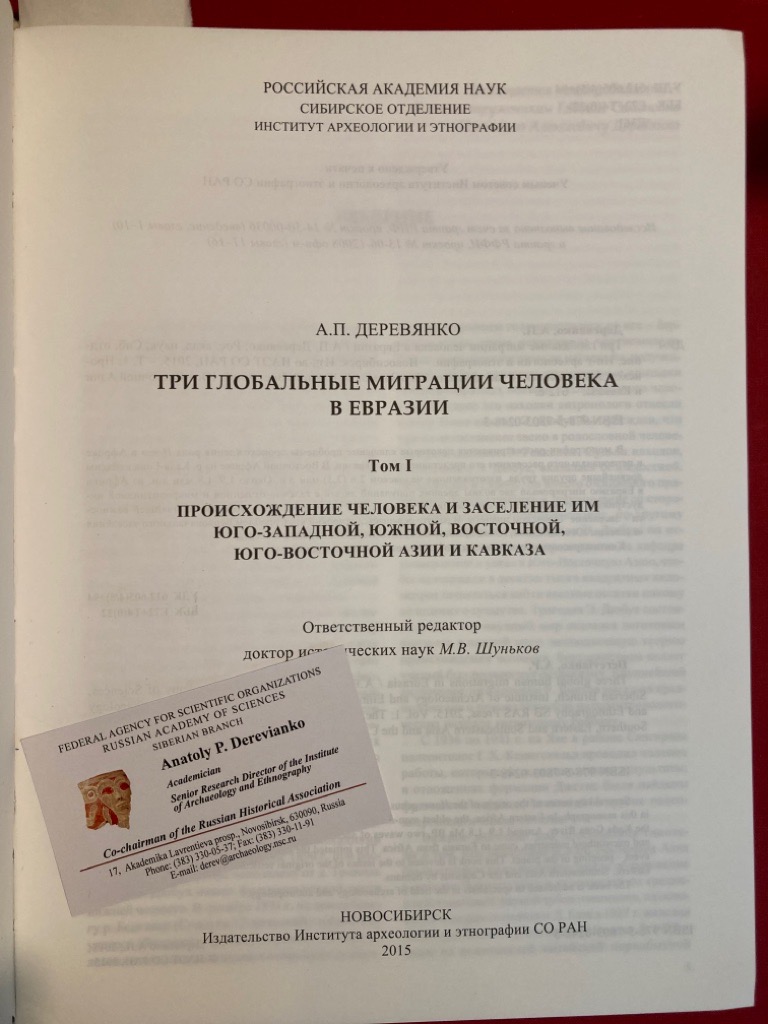 РОССИЙСКАЯ АКАДЕМИЯ НАУК
СИБИРСКОЕ ОТДЕЛЕНИЕ
ИНСТИТУТ АРХЕОЛОГИИ И ЭТНОГРАФИИ
А.П. ДЕРЕВЯНКО
ТРИ ГЛОБАЛЬНЫЕ МИГРАЦИИ ЧЕЛОВЕКА
В ЕВРАЗИИ
Том I
ПРОИСХОЖДЕНИЕ ЧЕЛОВЕКА И ЗАСЕЛЕНИЕ ИМ
ЮГО-ЗАПАДНОЙ, ЮЖНОЙ, ВОСТОЧНОЙ,
ЮГО-ВОСТОЧНОЙ АЗИИ И КАВКАЗА
Ответственный редактор
доктор исторических наук М.В. Шуньков
FEDERAL AGENCY FOR SCIENTIFIC ORGANIZATIONS
RUSSIAN ACADEMY OF SCIENCES
SIBERIAN BRANCH
Anatoly P. Derevianko
Academician
Senior Research Director of the Institute
of Archaeology and Ethnography
Co-chairman of the Russian Historical Association
17, Akademika Lavrentieva prosp., Novosibirsk, 630090, Russia
Phone: (383) 330-05-37; Fax: (383) 330-11-91
E-mail: derev@archaeology.nsc.ru
НОВОСИБИРСК
Издательство Института археологии и этнографии СО РАН
2015